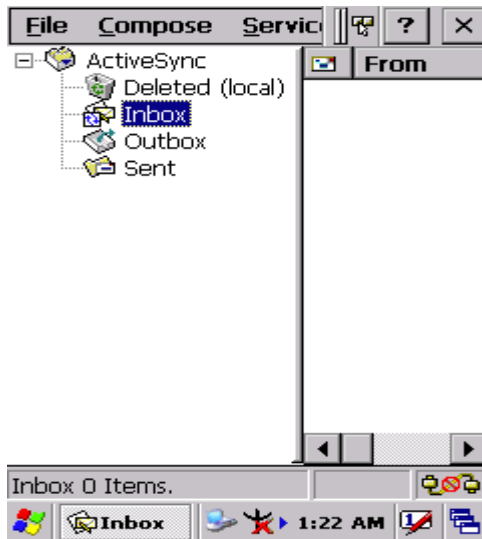 File Compose Servic ?
ActiveSync
From
Deleted (local)
Inbox
Outbox
Sent
Inbox 0 Items.
Inbox 1:22 AM